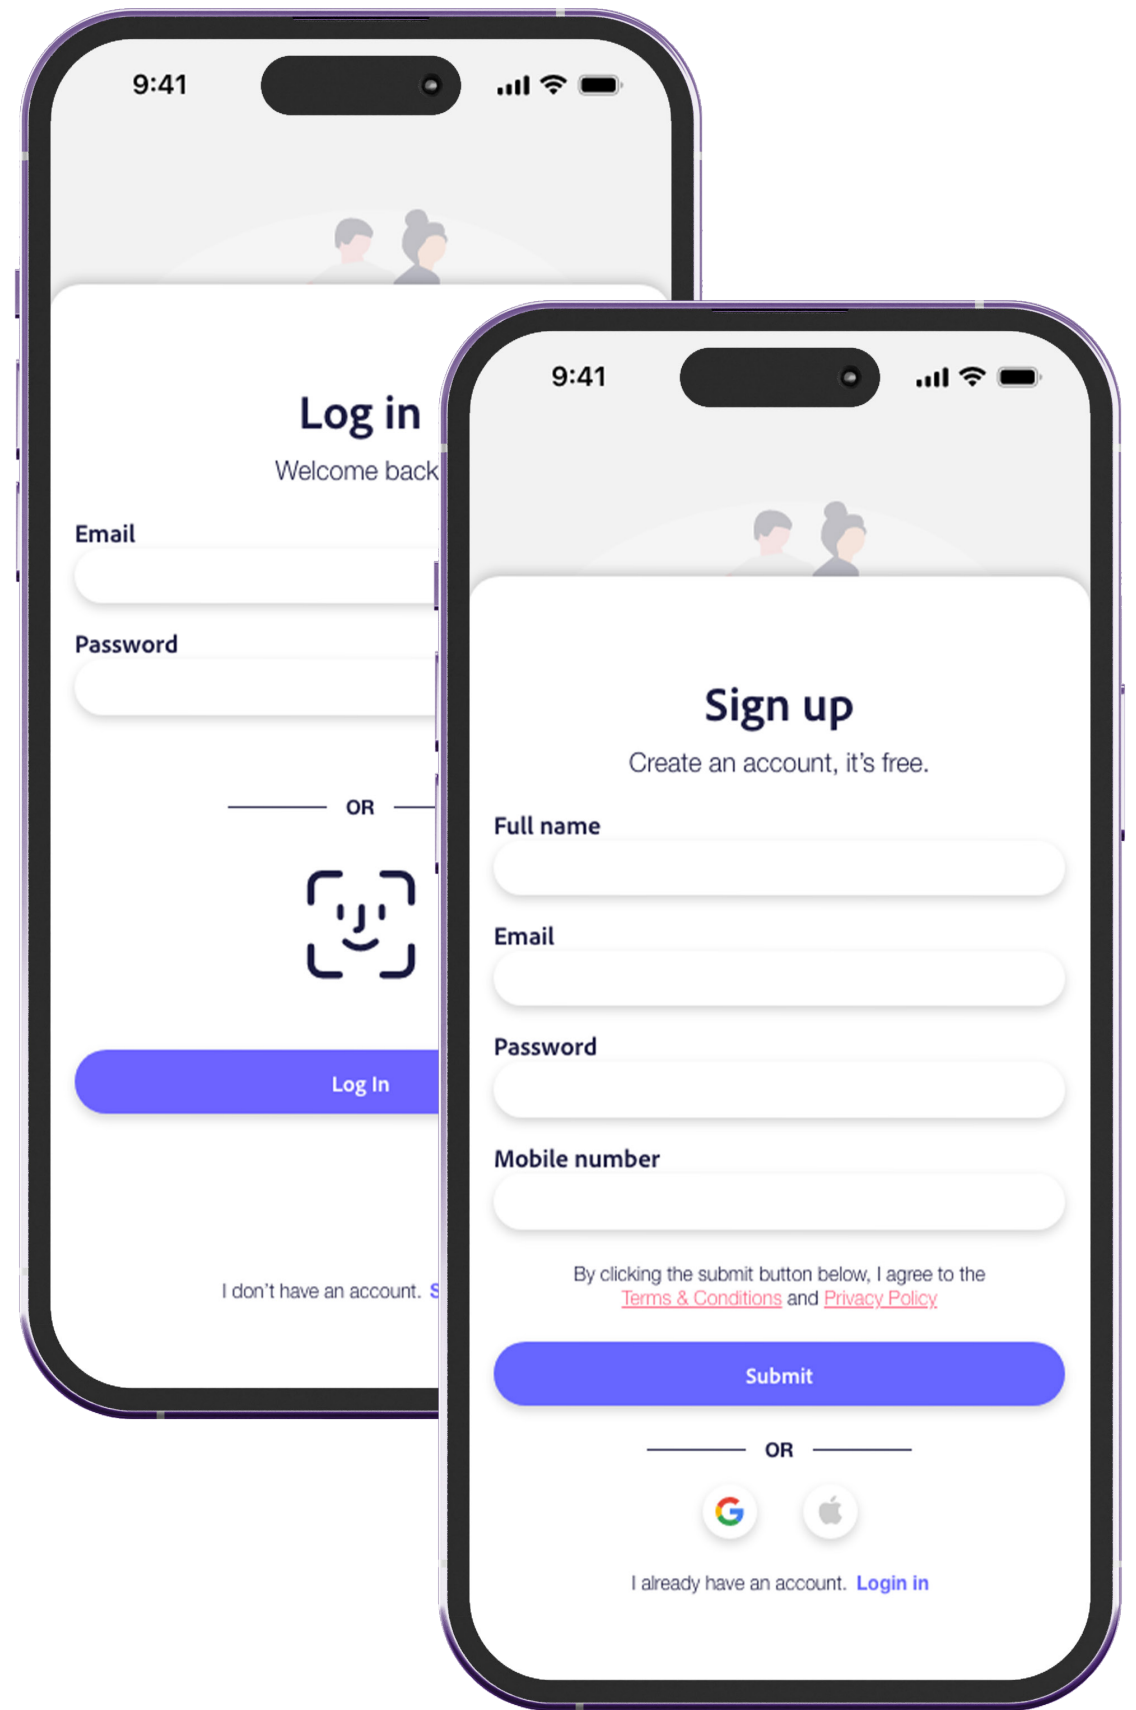 9:41
Log in
Welcome back
Email
Password
OR
Log In
I don't have an account. S
9:41
Sign up
Create an account, it's free.
Full name
Email
Password
Mobile number
By clicking the submit button below, I agree to the
Terms & Conditions and Privacy Policy
Submit
OR
I already have an account. Login in